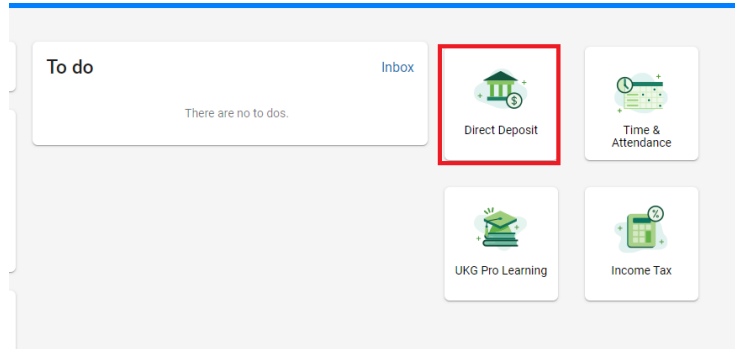 To do
Inbox
There are no to dos.
Direct Deposit
$
Time &
Attendance
UKG Pro Learning
%
Income Tax